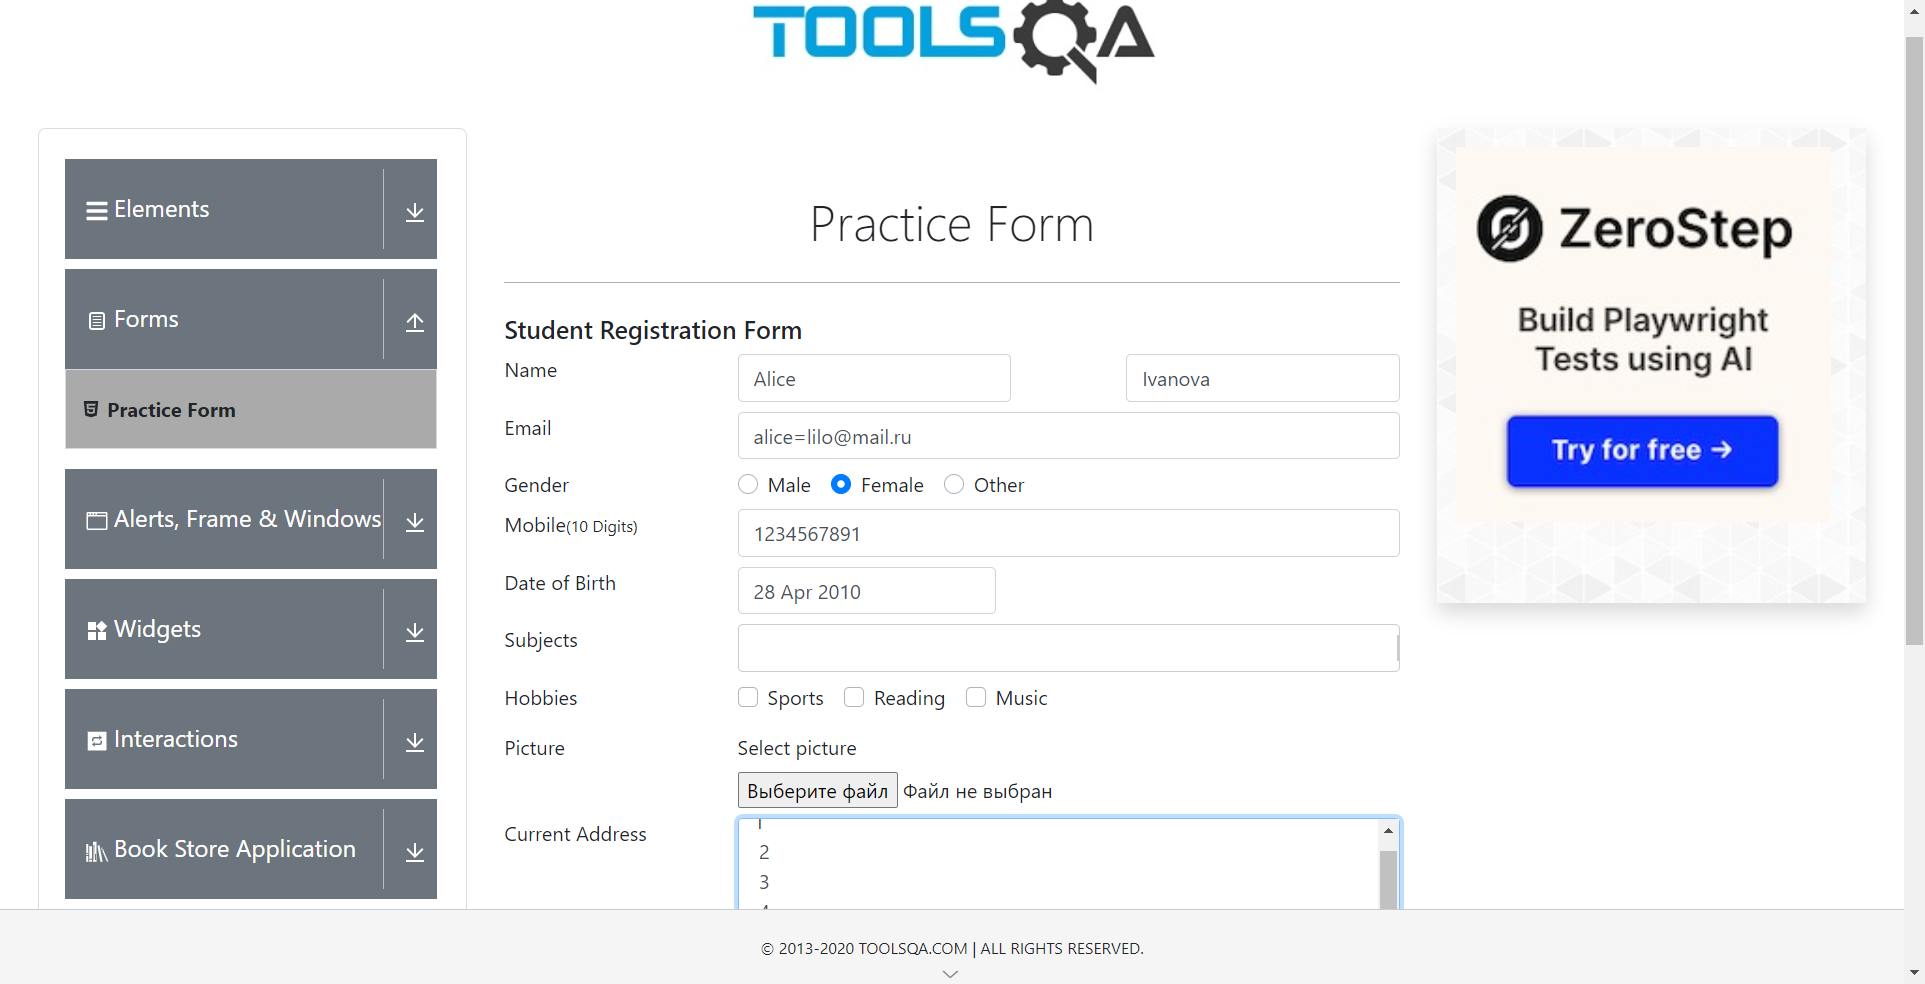 TOOLSQA
Elements
Forms
Practice Form
Alerts, Frame & Windows
Widgets
Interactions
Book Store Application
Practice Form
Student Registration Form
Name Alice Ivanova
Email alice=lilo@mail.ru
Gender Male Female Other
Mobile(10 Digits) 1234567891
Date of Birth 28 Apr 2010
Subjects
Hobbies Sports Reading Music
Picture Select picture
Выберите файл Файл не выбран
Current Address
2
3
ZeroStep
Build Playwright
Tests using AI
Try for free →
© 2013-2020 TOOLSQA.COM | ALL RIGHTS RESERVED.